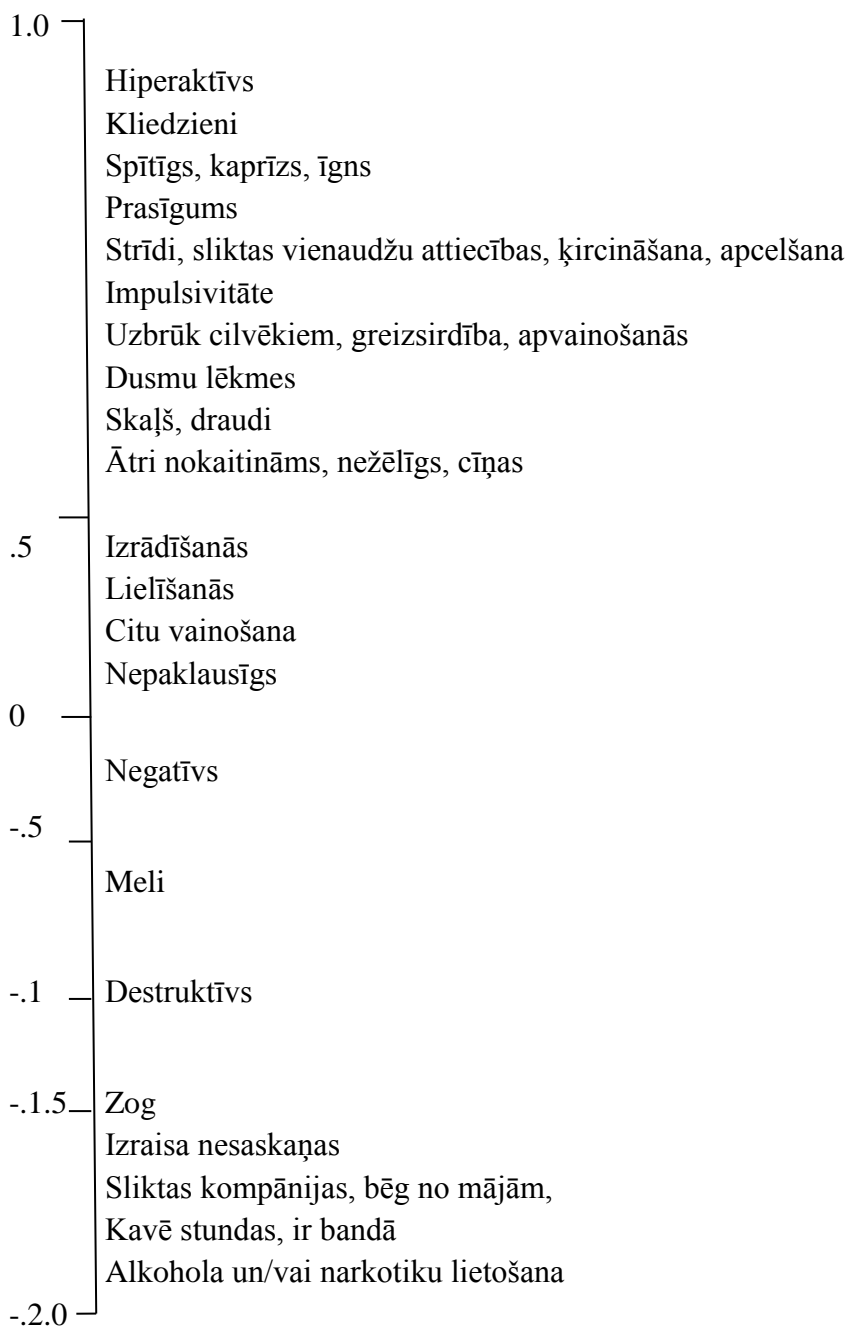 1.0
Hiperaktīvs
Kliedzieni
Spītīgs, kaprīzs, īgns
Prasīgums
Strīdi, sliktas vienaudžu attiecības, ķircināšana, apcelšana
Impulsivitāte
Uzbrūk cilvēkiem, greizsirdība, apvainošanās
Dusmu lēkmes
Skaļš, draudi
Ātri nokaitināms, nežēlīgs, cīņas
.5 Izrādīšanās
Lielīšanās
Citu vainošana
Nepaklausīgs
0
Negatīvs
-.5
Meli
-.1 Destruktīvs
-.1.5 Zog
Izraisa nesaskaņas
Sliktas kompānijas, bēg no mājām,
Kavē stundas, ir bandā
Alkohola un/vai narkotiku lietošana
-.2.0